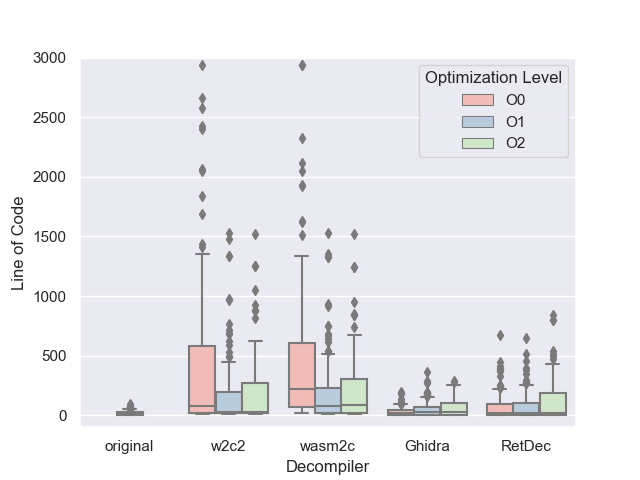 3000
2500
2000
1500
1000
500
0
Line of Code
Optimization Level
O0
O1
O2
original
w2c2
wasm2c
Ghidra
RetDec
Decompiler